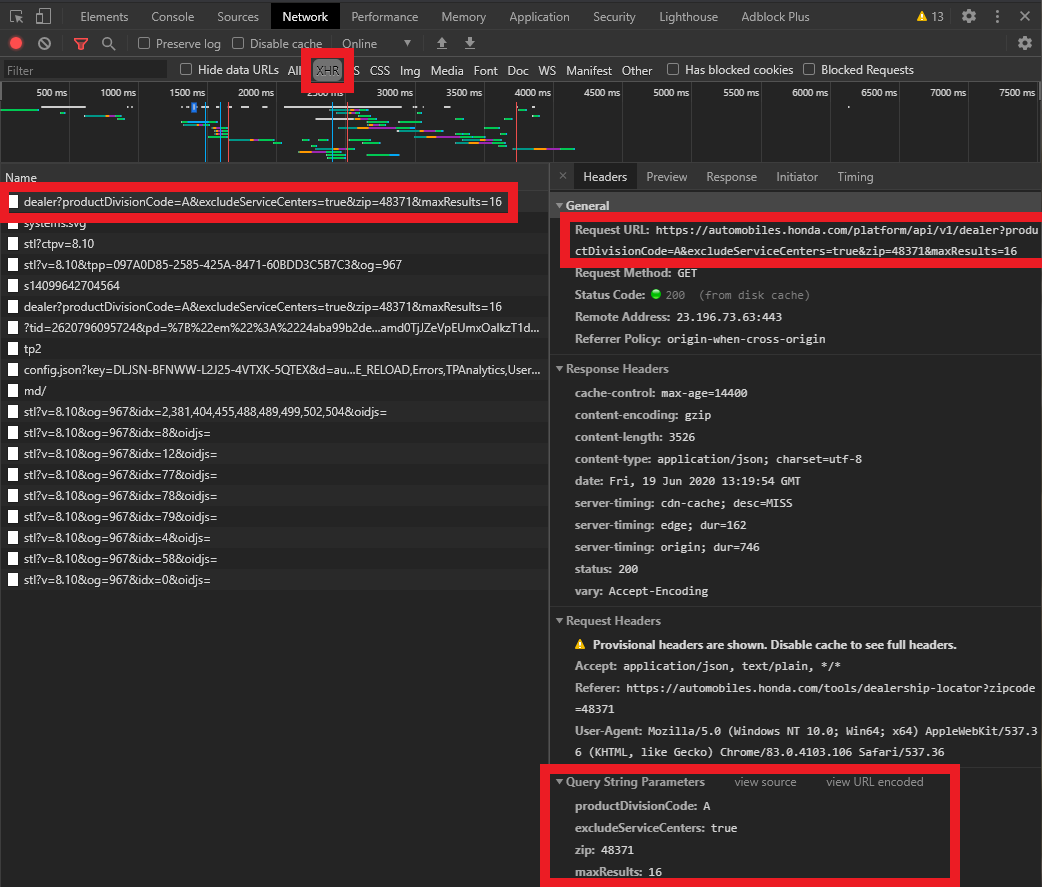 Elements Console Sources Network Performance Memory Application Security Lighthouse Adblock Plus 13
Preserve log Disable cache Online
Filter Hide data URLs All XHR S CSS Img Media Font Doc WS Manifest Other Has blocked cookies Blocked Requests
500 ms 1000 ms 1500 ms 2000 ms 2500 ms 3000 ms 3500 ms 4000 ms 4500 ms 5000 ms 5500 ms 6000 ms 6500 ms 7000 ms 7500 ms
Name
dealer?productDivisionCode=A&excludeServiceCenters=true&zip=48371&maxResults=16
systems.svg
stl?ctpv=8.10
stl?v=8.10&tpp=097A0D85-2585-425A-8471-60BDD3C5B7C3&og=967
s14099642704564
dealer?productDivisionCode=A&excludeServiceCenters=true&zip=48371&maxResults=16
?tid=2620796095724&pd=%7B%22em%22%3A%2224aba99b2de...amd0TjJZeVpEUmxOalkzT1d...
tp2
config.json?key=DLJSN-BFNWW-L2J25-4VTXK-5QTEX&d=au...E_RELOAD,Errors,TPAnalytics,User...
md/
stl?v=8.10&og=967&idx=2,381,404,455,488,489,499,502,504&oidjs=
stl?v=8.10&og=967&idx=8&oidjs=
stl?v=8.10&og=967&idx=12&oidjs=
stl?v=8.10&og=967&idx=77&oidjs=
stl?v=8.10&og=967&idx=78&oidjs=
stl?v=8.10&og=967&idx=79&oidjs=
stl?v=8.10&og=967&idx=4&oidjs=
stl?v=8.10&og=967&idx=58&oidjs=
stl?v=8.10&og=967&idx=0&oidjs=
Headers Preview Response Initiator Timing
General
Request URL: https://automobiles.honda.com/platform/api/v1/dealer?produ
ctDivisionCode=A&excludeServiceCenters=true&zip=48371&maxResults=16
Request Method: GET
Status Code: 200 (from disk cache)
Remote Address: 23.196.73.63:443
Referrer Policy: origin-when-cross-origin
Response Headers
cache-control: max-age=14400
content-encoding: gzip
content-length: 3526
content-type: application/json; charset=utf-8
date: Fri, 19 Jun 2020 13:19:54 GMT
server-timing: cdn-cache; desc=MISS
server-timing: edge; dur=162
server-timing: origin; dur=746
status: 200
vary: Accept-Encoding
Request Headers
Provisional headers are shown. Disable cache to see full headers.
Accept: application/json, text/plain, */*
Referer: https://automobiles.honda.com/tools/dealership-locator?zipcode
=48371
User-Agent: Mozilla/5.0 (Windows NT 10.0; Win64; x64) AppleWebKit/537.3
6 (KHTML, like Gecko) Chrome/83.0.4103.106 Safari/537.36
Query String Parameters view source view URL encoded
productDivisionCode: A
excludeServiceCenters: true
zip: 48371
maxResults: 16